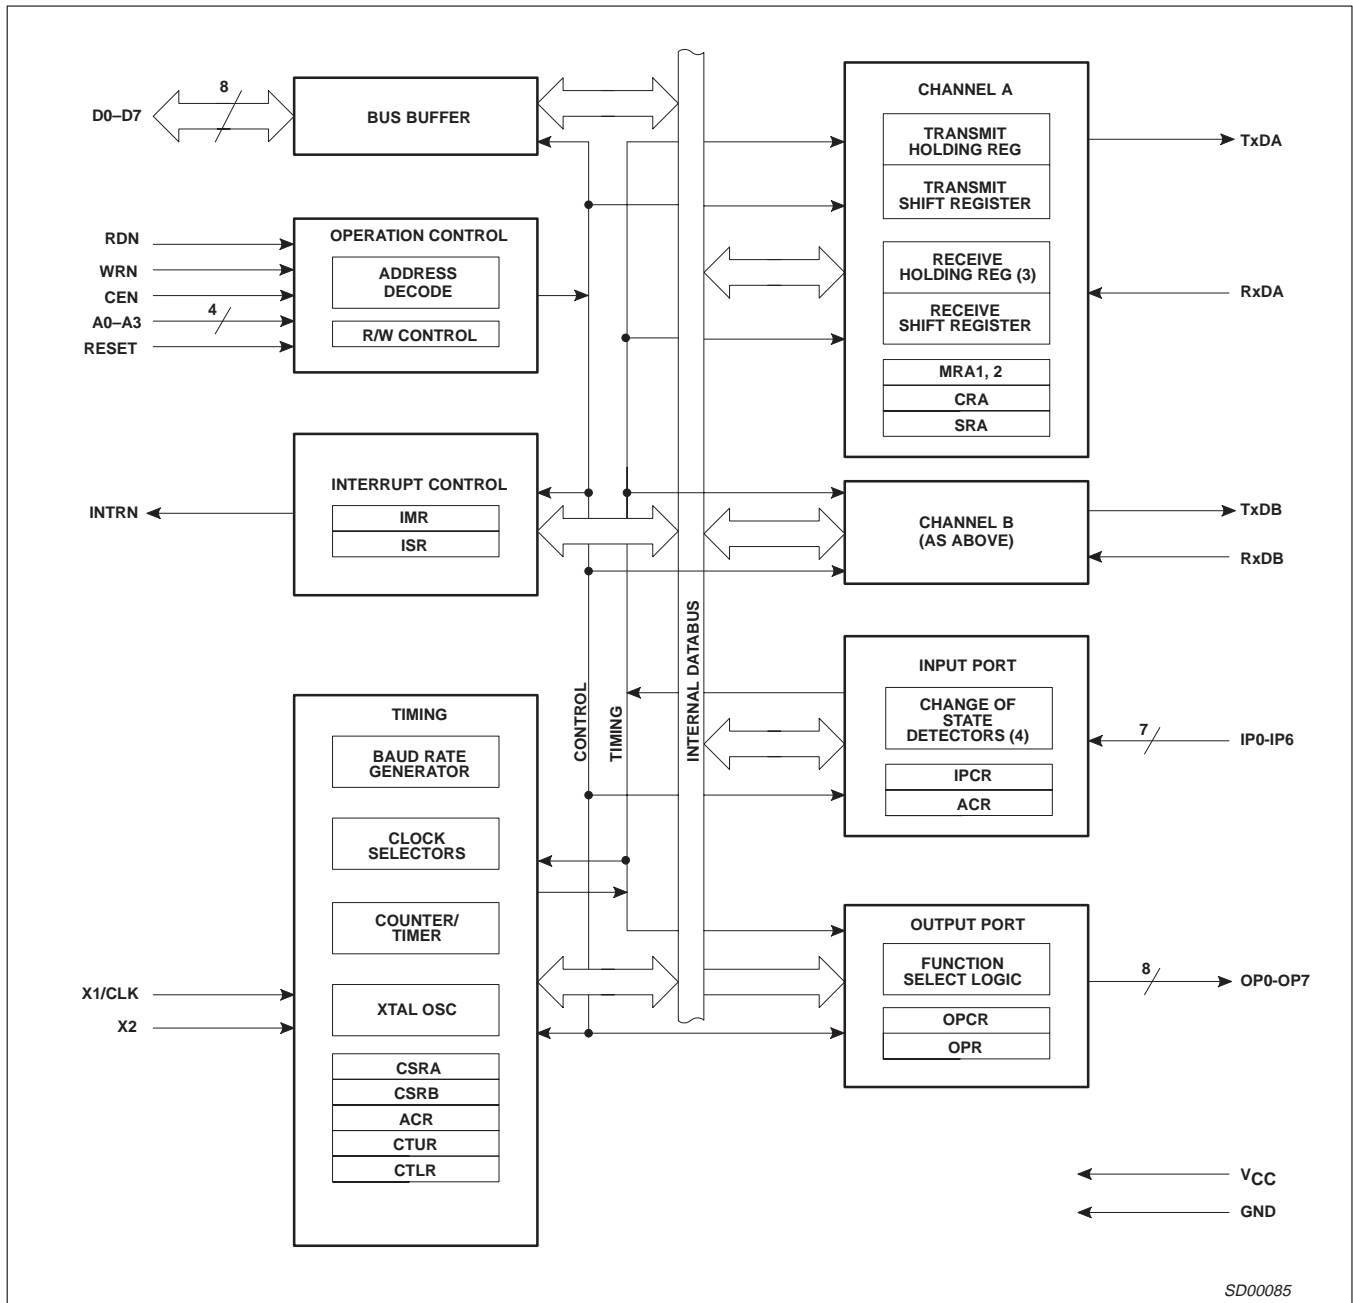 D0–D7
8
BUS BUFFER
RDN
WRN
CEN
A0–A3
4
RESET
OPERATION CONTROL
ADDRESS
DECODE
R/W CONTROL
INTRN
INTERRUPT CONTROL
IMR
ISR
TIMING
BAUD RATE
GENERATOR
CLOCK
SELECTORS
COUNTER/
TIMER
X1/CLK
X2
XTAL OSC
CSRA
CSRB
ACR
CTUR
CTLR
CONTROL
TIMING
INTERNAL DATABUS
CHANNEL A
TRANSMIT
HOLDING REG
TRANSMIT
SHIFT REGISTER
RECEIVE
HOLDING REG (3)
RECEIVE
SHIFT REGISTER
MRA1, 2
CRA
SRA
TxDA
RxDA
CHANNEL B
(AS ABOVE)
TxDB
RxDB
INPUT PORT
CHANGE OF
STATE
DETECTORS (4)
IPCR
ACR
7
IP0-IP6
OUTPUT PORT
FUNCTION
SELECT LOGIC
OPCR
OPR
8
OP0-OP7
VCC
GND
SD00085